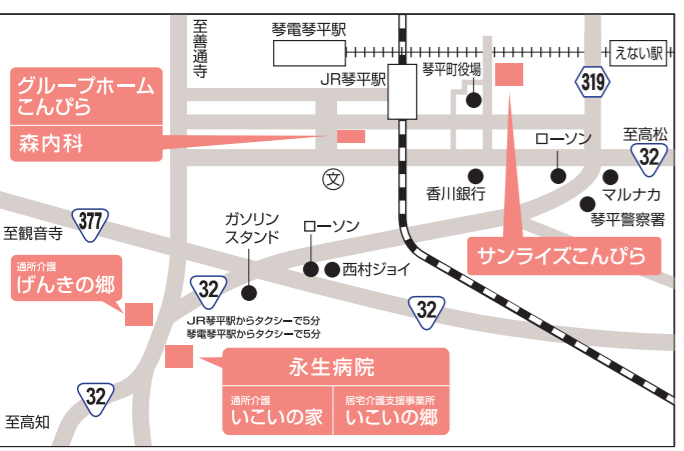 至善通寺
琴電琴平駅
えない駅
グループホーム
こんぴら
森内科
JR琴平駅
琴平町役場
319
ローソン
至高松
32
文
香川銀行
マルナカ
琴平警察署
377
至観音寺
ガソリン
スタンド
ローソン
西村ジョイ
サンライズこんぴら
通所介護
げんきの郷
32
32
JR琴平駅からタクシーで5分
琴電琴平駅からタクシーで5分
永生病院
通所介護
いこいの家
居宅介護支援事業所
いこいの郷
32
至高知